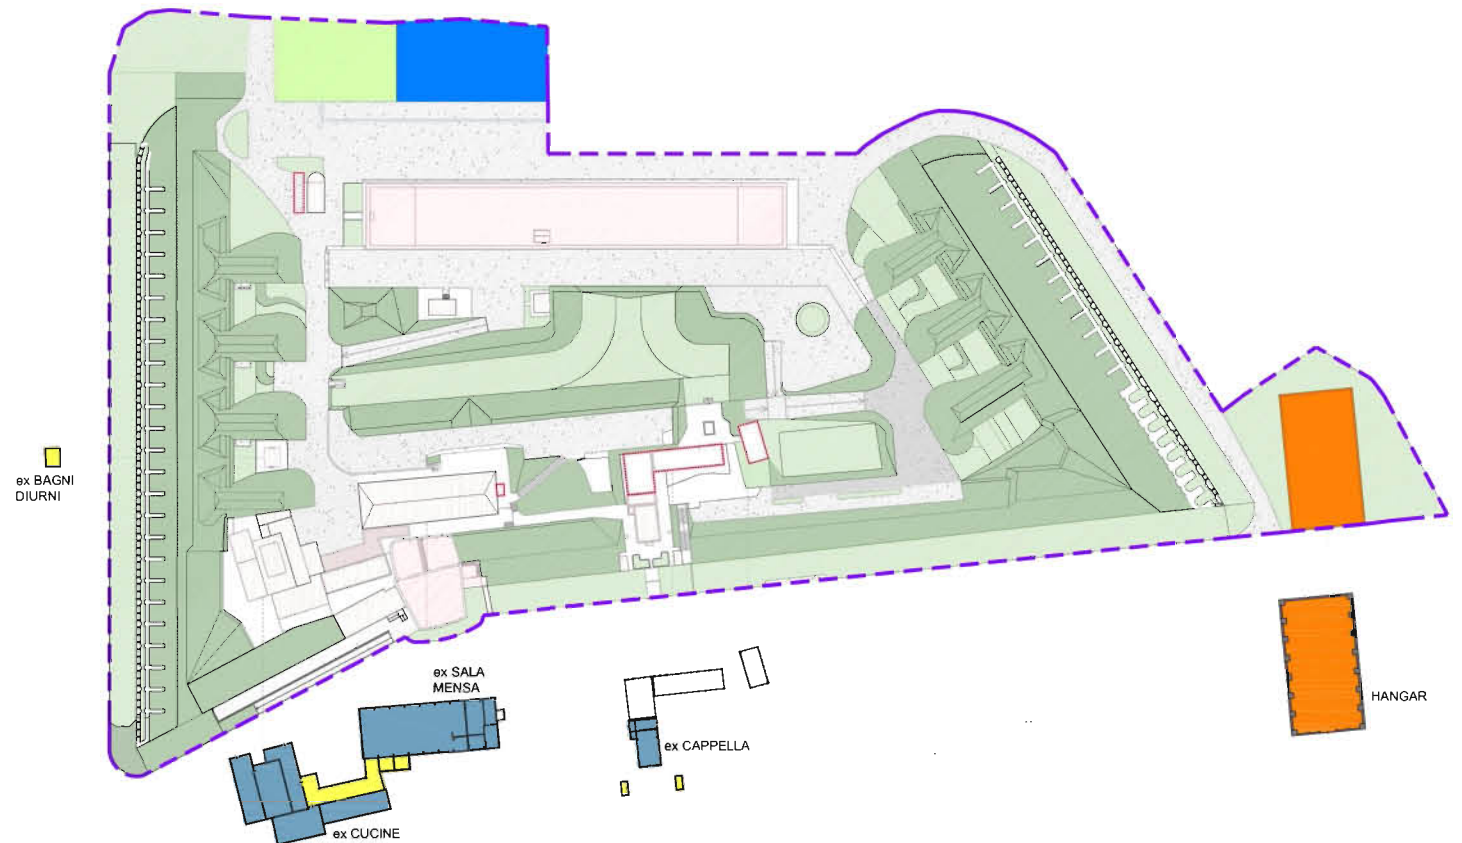 ex BAGNI
DIURNI
ex SALA
MENSA
ex CAPPELLA
ex CUCINE
HANGAR